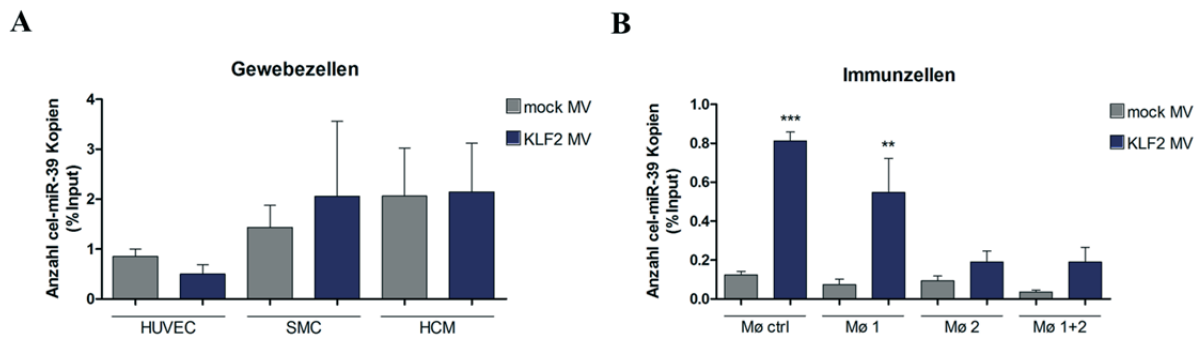 A
Gewebezellen
Anzahl cel-miR-39 Kopien
(%Input)
4
3
2
1
0
HUVEC
SMC
HCM
mock MV
KLF2 MV
B
Immunzellen
Anzahl cel-miR-39 Kopien
(%Input)
1.0
0.8
0.6
0.4
0.2
0.0
***
**
Mø ctrl
Mø 1
Mø 2
Mø 1+2
mock MV
KLF2 MV